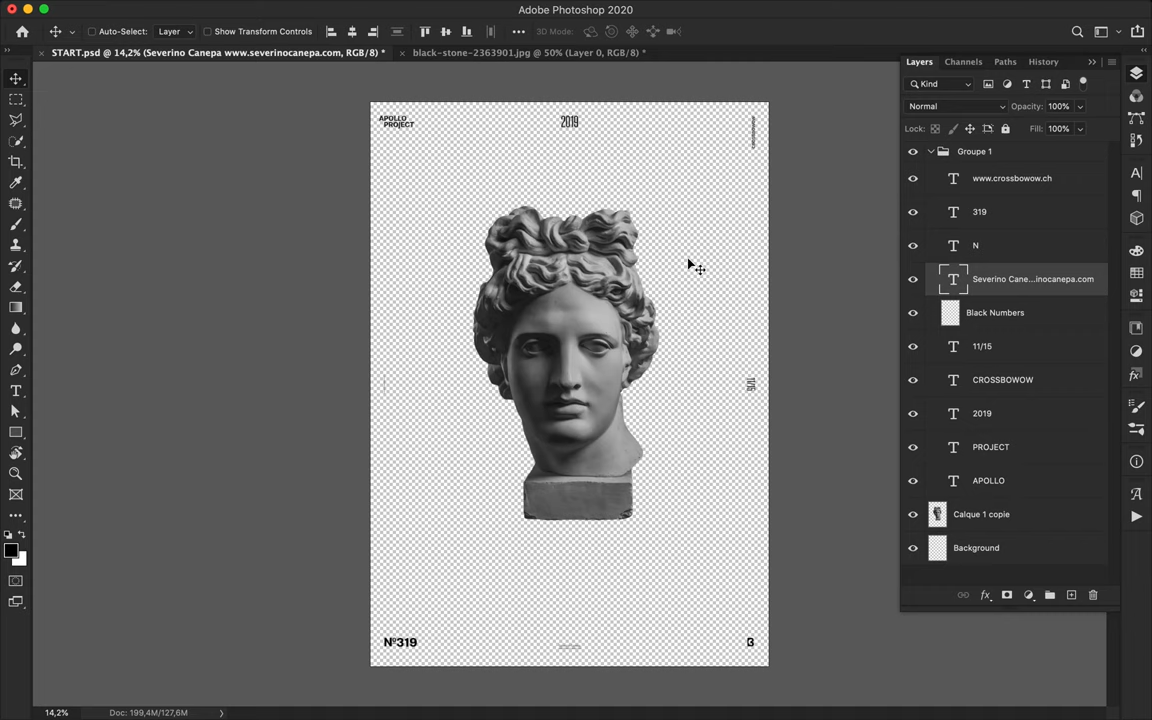 Adobe Photoshop 2020
Auto-Select: Layer Show Transform Controls 3D Mode:
START.psd @ 14,2% (Severino Canepa www.severinocanepa.com, RGB/8) * black-stone-2363901.jpg @ 50% (Layer 0, RGB/8) *
Layers Channels Paths History
Kind
Normal Opacity: 100%
Lock: Fill: 100%
Groupe 1
www.crossbowow.ch
319
N
Severino Cane...inocanepa.com
Black Numbers
11/15
CROSSBOWOW
2019
PROJECT
APOLLO
Calque 1 copie
Background
APOLLO
PROJECT
2019
11/15
Nº319
14,2% Doc: 199,4M/127,6M